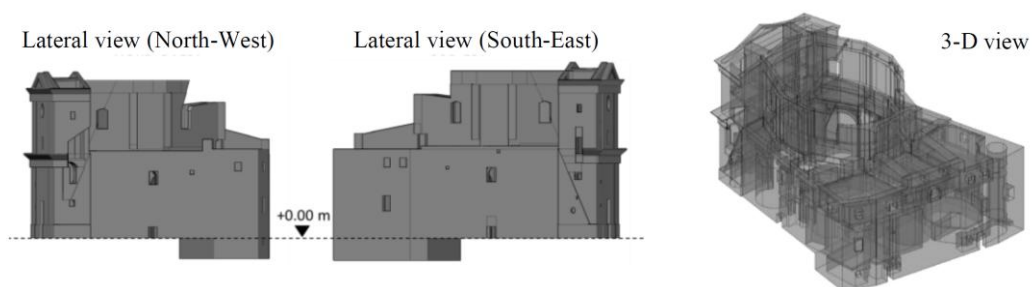 Lateral view (North-West)
Lateral view (South-East)
3-D view
+0.00 m